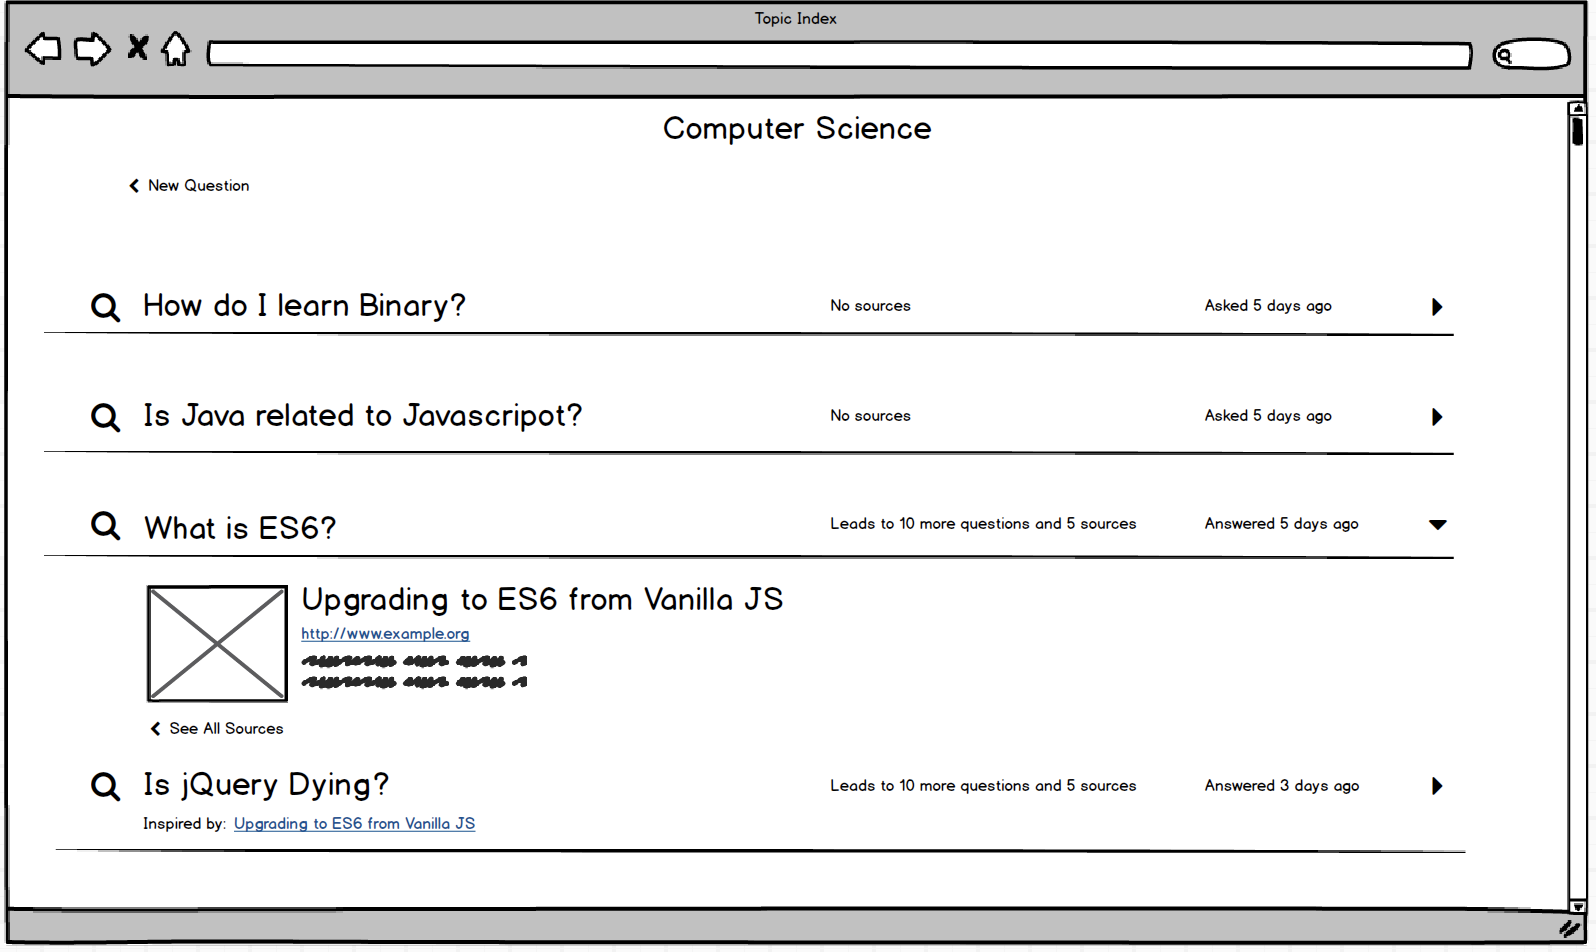 Topic Index
Computer Science
New Question
How do I learn Binary? No sources Asked 5 days ago
Is Java related to Javascripot? No sources Asked 5 days ago
What is ES6? Leads to 10 more questions and 5 sources Answered 5 days ago
Upgrading to ES6 from Vanilla JS
http://www.example.org
See All Sources
Is jQuery Dying? Leads to 10 more questions and 5 sources Answered 3 days ago
Inspired by: Upgrading to ES6 from Vanilla JS